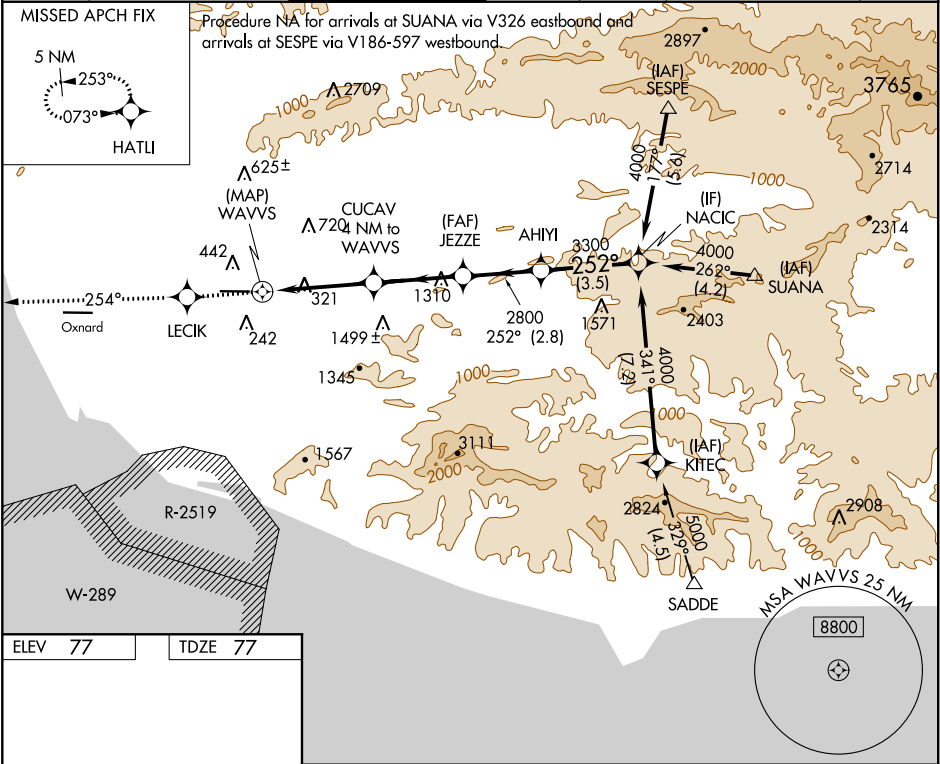 MISSED APCH FIX
5 NM
253°
073°
HATLI
Procedure NA for arrivals at SUANA via V326 eastbound and
arrivals at SESPE via V186-597 westbound.
2897
2000
(IAF)
SESPE
3765
1000
2709
4000
177°
(5.6)
2714
1000
625±
(MAP)
WAVVS
720
CUCAV
4 NM to
WAVVS
(FAF)
JEZZE
AHIYI
(IF)
NACIC
2314
3300
252°
(3.5)
4000
262°
(4.2)
(IAF)
SUANA
442
321
1310
254°
Oxnard
LECIK
242
1499±
2800
252° (2.8)
1571
2403
1345
1000
4000
341°
(7.2)
1000
1567
3111
2000
(IAF)
KITEC
R-2519
2824
5000
329°
(4.5)
2908
1000
W-289
SADDE
MSA WAVVS 25 NM
8800
ELEV 77
TDZE 77